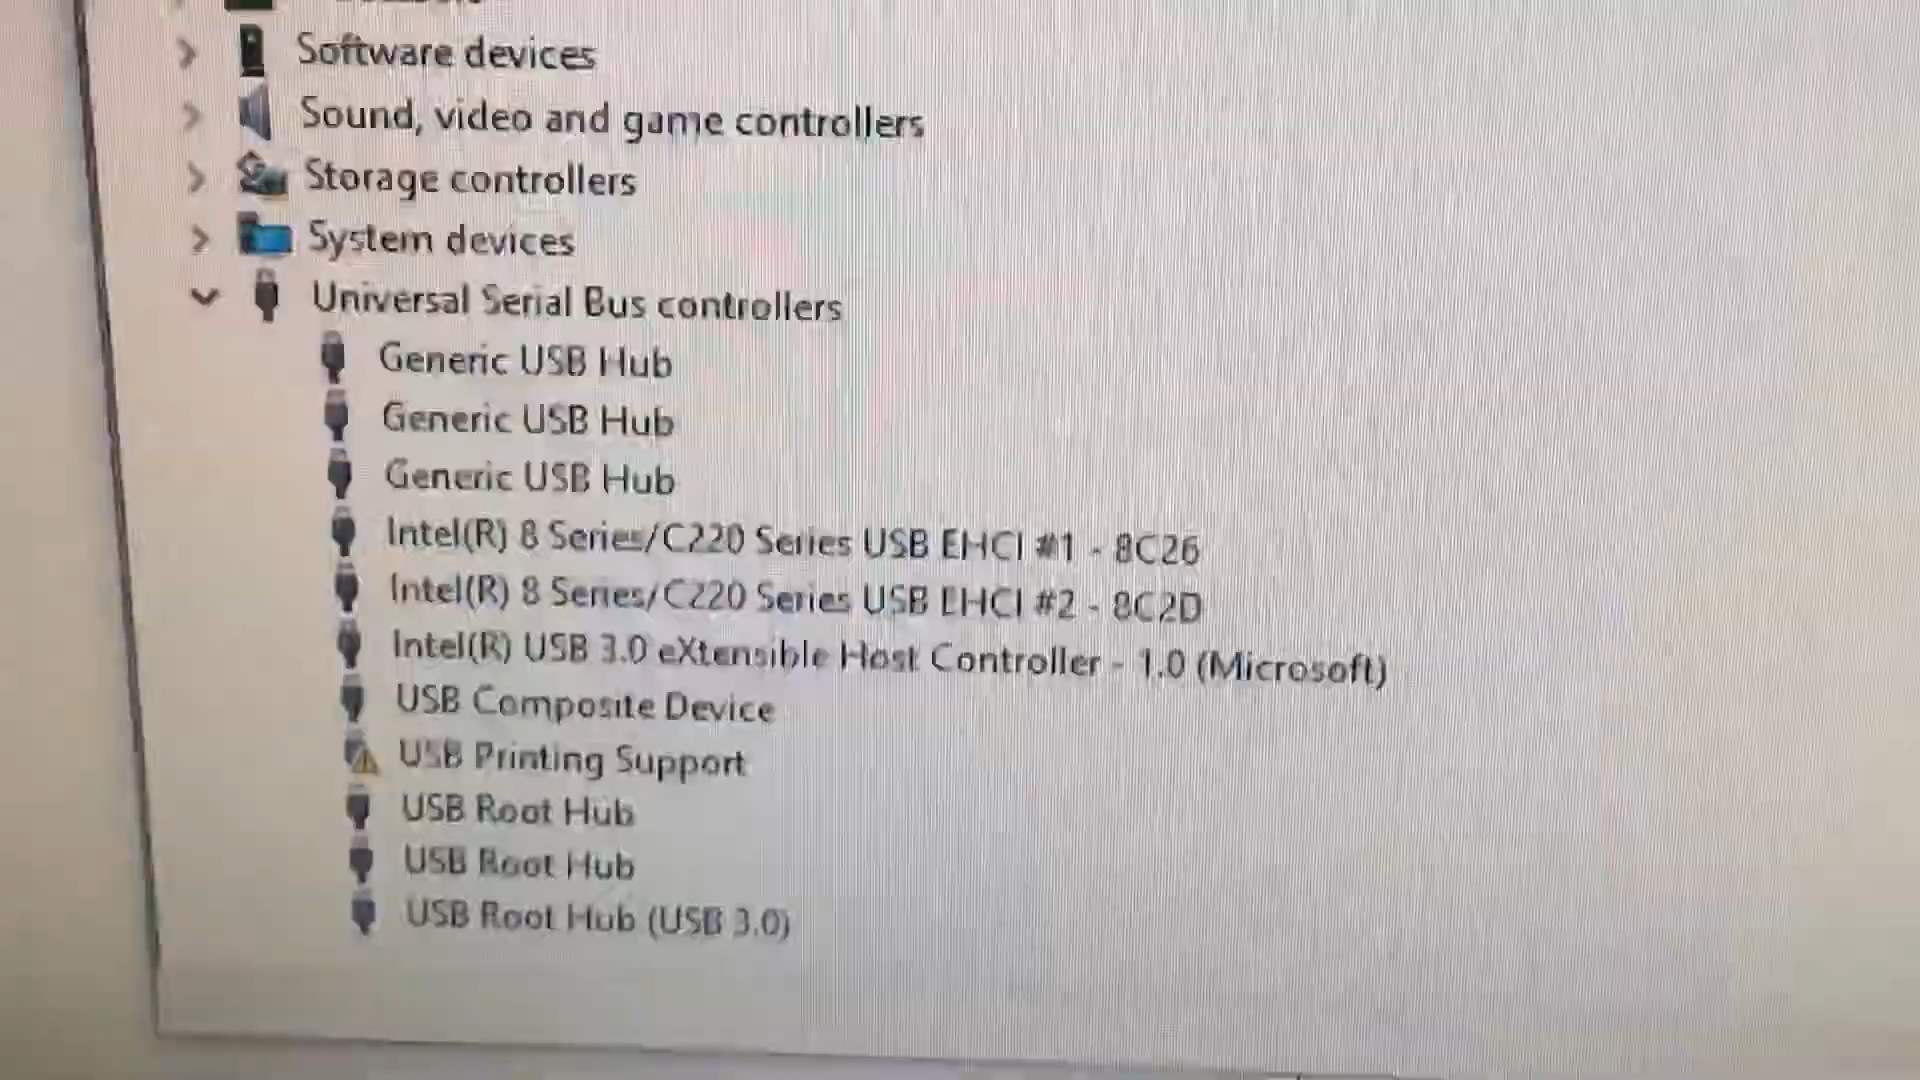 Software devices
Sound, video and game controllers
Storage controllers
System devices
Universal Serial Bus controllers
Generic USB Hub
Generic USB Hub
Generic USB Hub
Intel(R) 8 Series/C220 Series USB EHCI #1 - 8C26
Intel(R) 8 Series/C220 Series USB EHCI #2 - 8C2D
Intel(R) USB 3.0 eXtensible Host Controller - 1.0 (Microsoft)
USB Composite Device
USB Printing Support
USB Root Hub
USB Root Hub
USB Root Hub (USB 3.0)